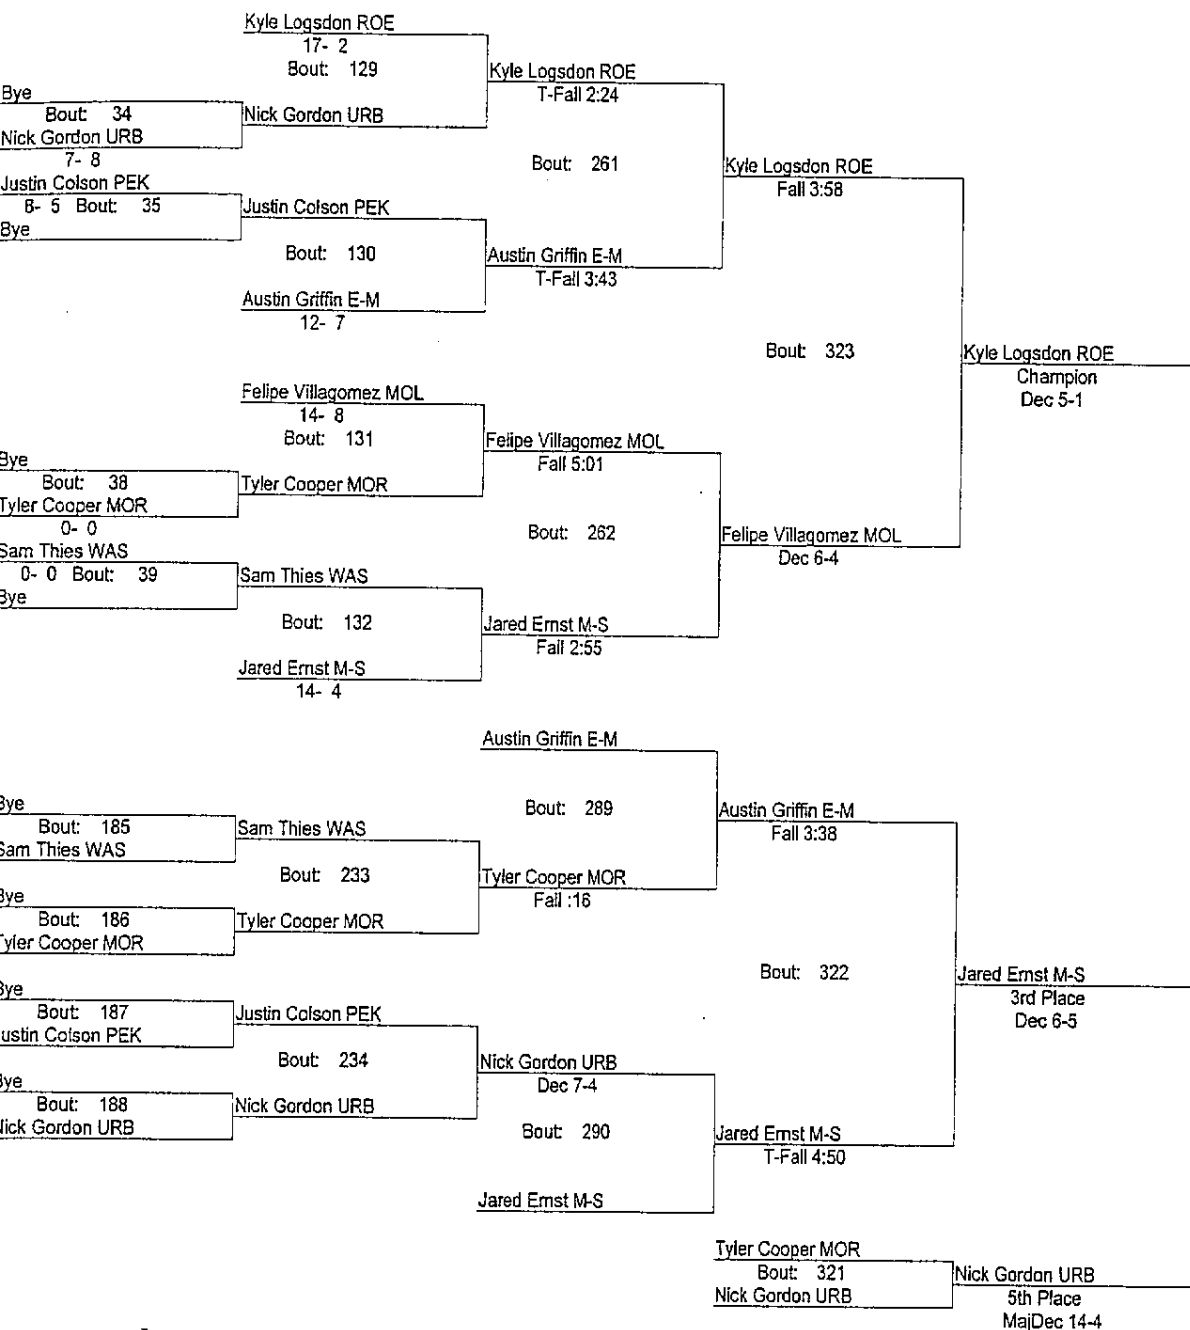 Kyle Logsdon ROE
17- 2
Bout: 129
Kyle Logsdon ROE
T-Fall 2:24
Bye
Bout: 34
Nick Gordon URB
Nick Gordon URB
7- 8
Bout: 261
Kyle Logsdon ROE
Fall 3:58
Justin Colson PEK
8- 5 Bout: 35
Bye
Justin Colson PEK
Bout: 130
Austin Griffin E-M
T-Fall 3:43
Austin Griffin E-M
12- 7
Bout: 323
Kyle Logsdon ROE
Champion
Dec 5-1
Felipe Villagomez MOL
14- 8
Bout: 131
Felipe Villagomez MOL
Fall 5:01
Bye
Bout: 38
Tyler Cooper MOR
Tyler Cooper MOR
0- 0
Bout: 262
Felipe Villagomez MOL
Dec 6-4
Sam Thies WAS
0- 0 Bout: 39
Bye
Sam Thies WAS
Bout: 132
Jared Ernst M-S
Fall 2:55
Jared Ernst M-S
14- 4
Austin Griffin E-M
Bout: 289
Austin Griffin E-M
Fall 3:38
Bye
Bout: 185
Sam Thies WAS
Sam Thies WAS
Bout: 233
Tyler Cooper MOR
Fall :16
Bye
Bout: 186
Tyler Cooper MOR
Tyler Cooper MOR
Bout: 322
Jared Ernst M-S
3rd Place
Dec 6-5
Bye
Bout: 187
Justin Colson PEK
Justin Colson PEK
Bout: 234
Nick Gordon URB
Dec 7-4
Bye
Bout: 188
Nick Gordon URB
Nick Gordon URB
Bout: 290
Jared Ernst M-S
T-Fall 4:50
Jared Ernst M-S
Tyler Cooper MOR
Bout: 321
Nick Gordon URB
Nick Gordon URB
5th Place
MajDec 14-4